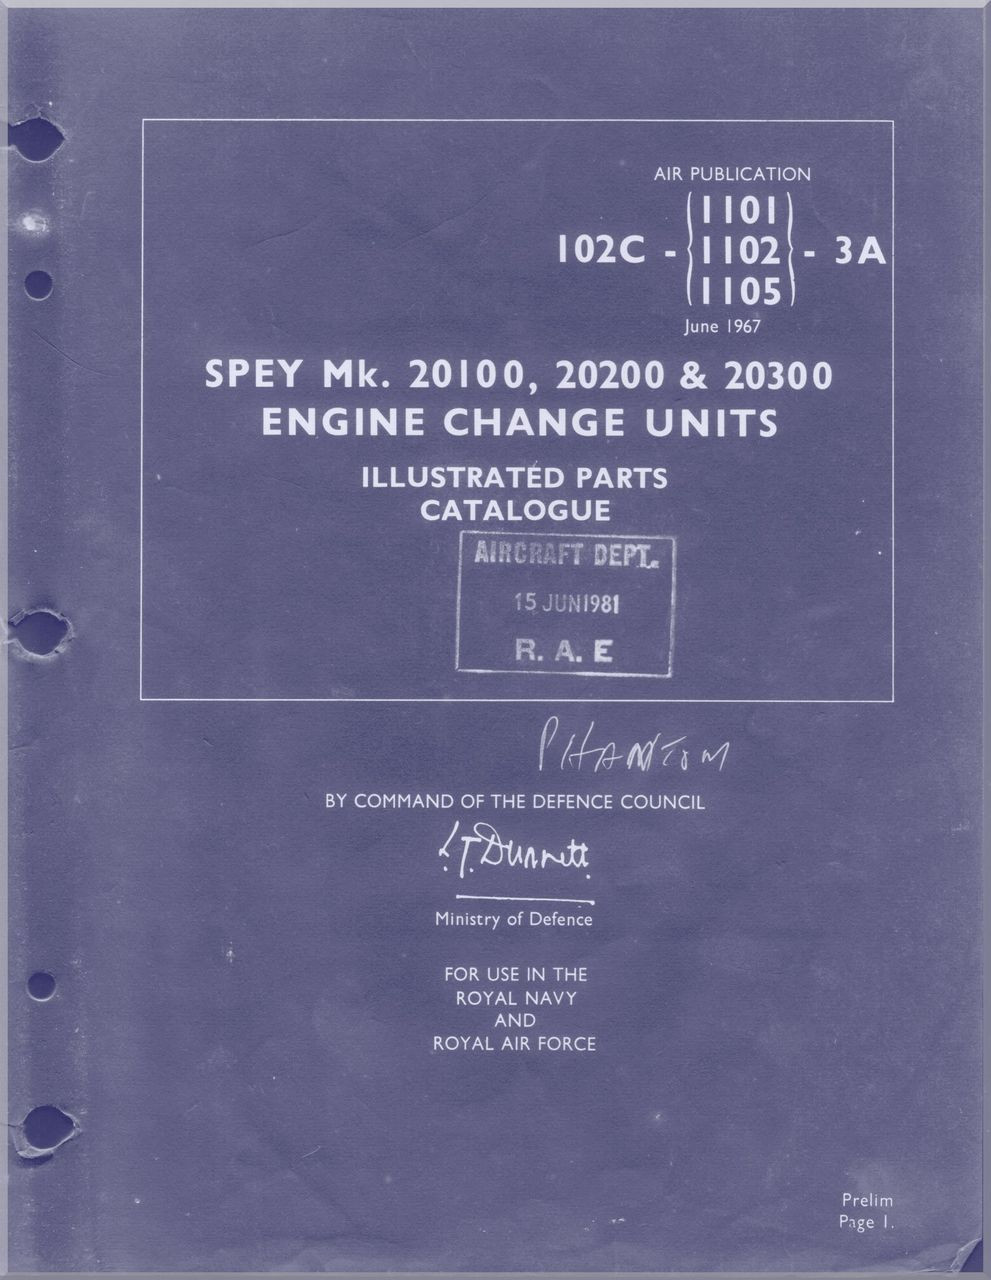 AIR PUBLICATION
1101
102C - 1102 - 3A
1105
June 1967
SPEY Mk. 20100, 20200 & 20300
ENGINE CHANGE UNITS
ILLUSTRATED PARTS
CATALOGUE
AIRCRAFT DEPT.
15 JUN 1981
R. A. E
PHANTOM
BY COMMAND OF THE DEFENCE COUNCIL
L.T. Dunnett.
Ministry of Defence
FOR USE IN THE
ROYAL NAVY
AND
ROYAL AIR FORCE
Prelim
Page 1.